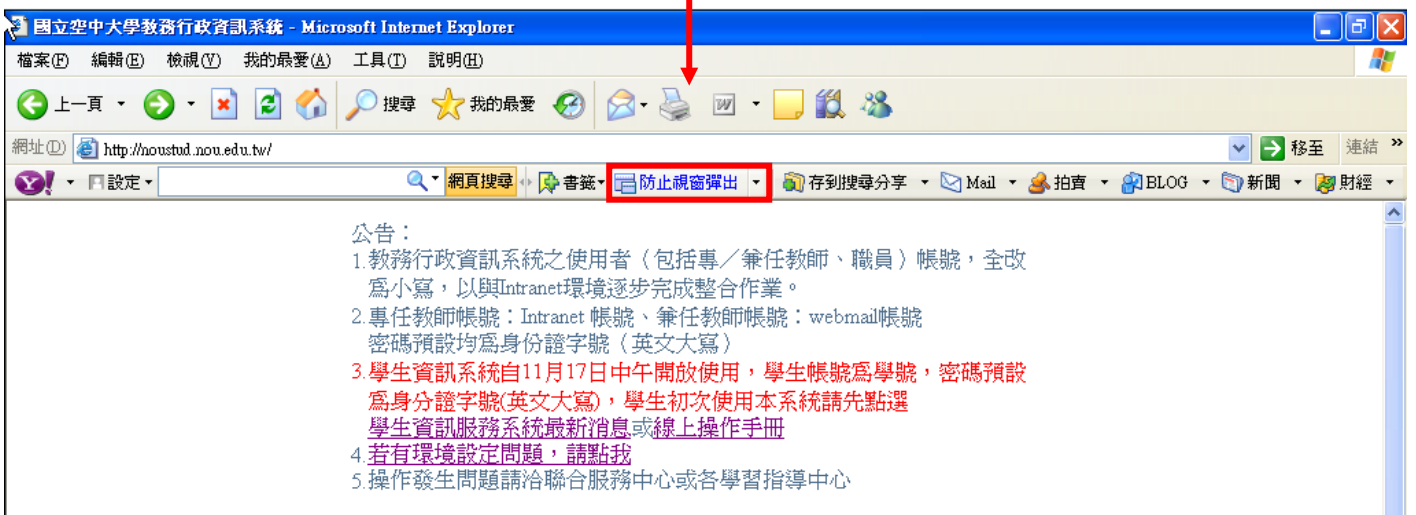 國立空中大學教務行政資訊系統 - Microsoft Internet Explorer
檔案(F) 編輯(E) 檢視(V) 我的最愛(A) 工具(T) 說明(H)
上一頁 搜尋 我的最愛
網址(D) http://noustud.nou.edu.tw/ 移至 連結 »
Y! 設定 網頁搜尋 書籤 防止視窗彈出 存到搜尋分享 Mail 拍賣 BLOG 新聞 財經
公告：
1.教務行政資訊系統之使用者（包括專／兼任教師、職員）帳號，全改
為小寫，以與Intranet環境逐步完成整合作業。
2.專任教師帳號：Intranet 帳號、兼任教師帳號：webmail帳號
密碼預設均為身份證字號（英文大寫）
3.學生資訊系統自11月17日中午開放使用，學生帳號為學號，密碼預設
為身分證字號(英文大寫)，學生初次使用本系統請先點選
學生資訊服務系統最新消息或線上操作手冊
4.若有環境設定問題，請點我
5.操作發生問題請洽聯合服務中心或各學習指導中心